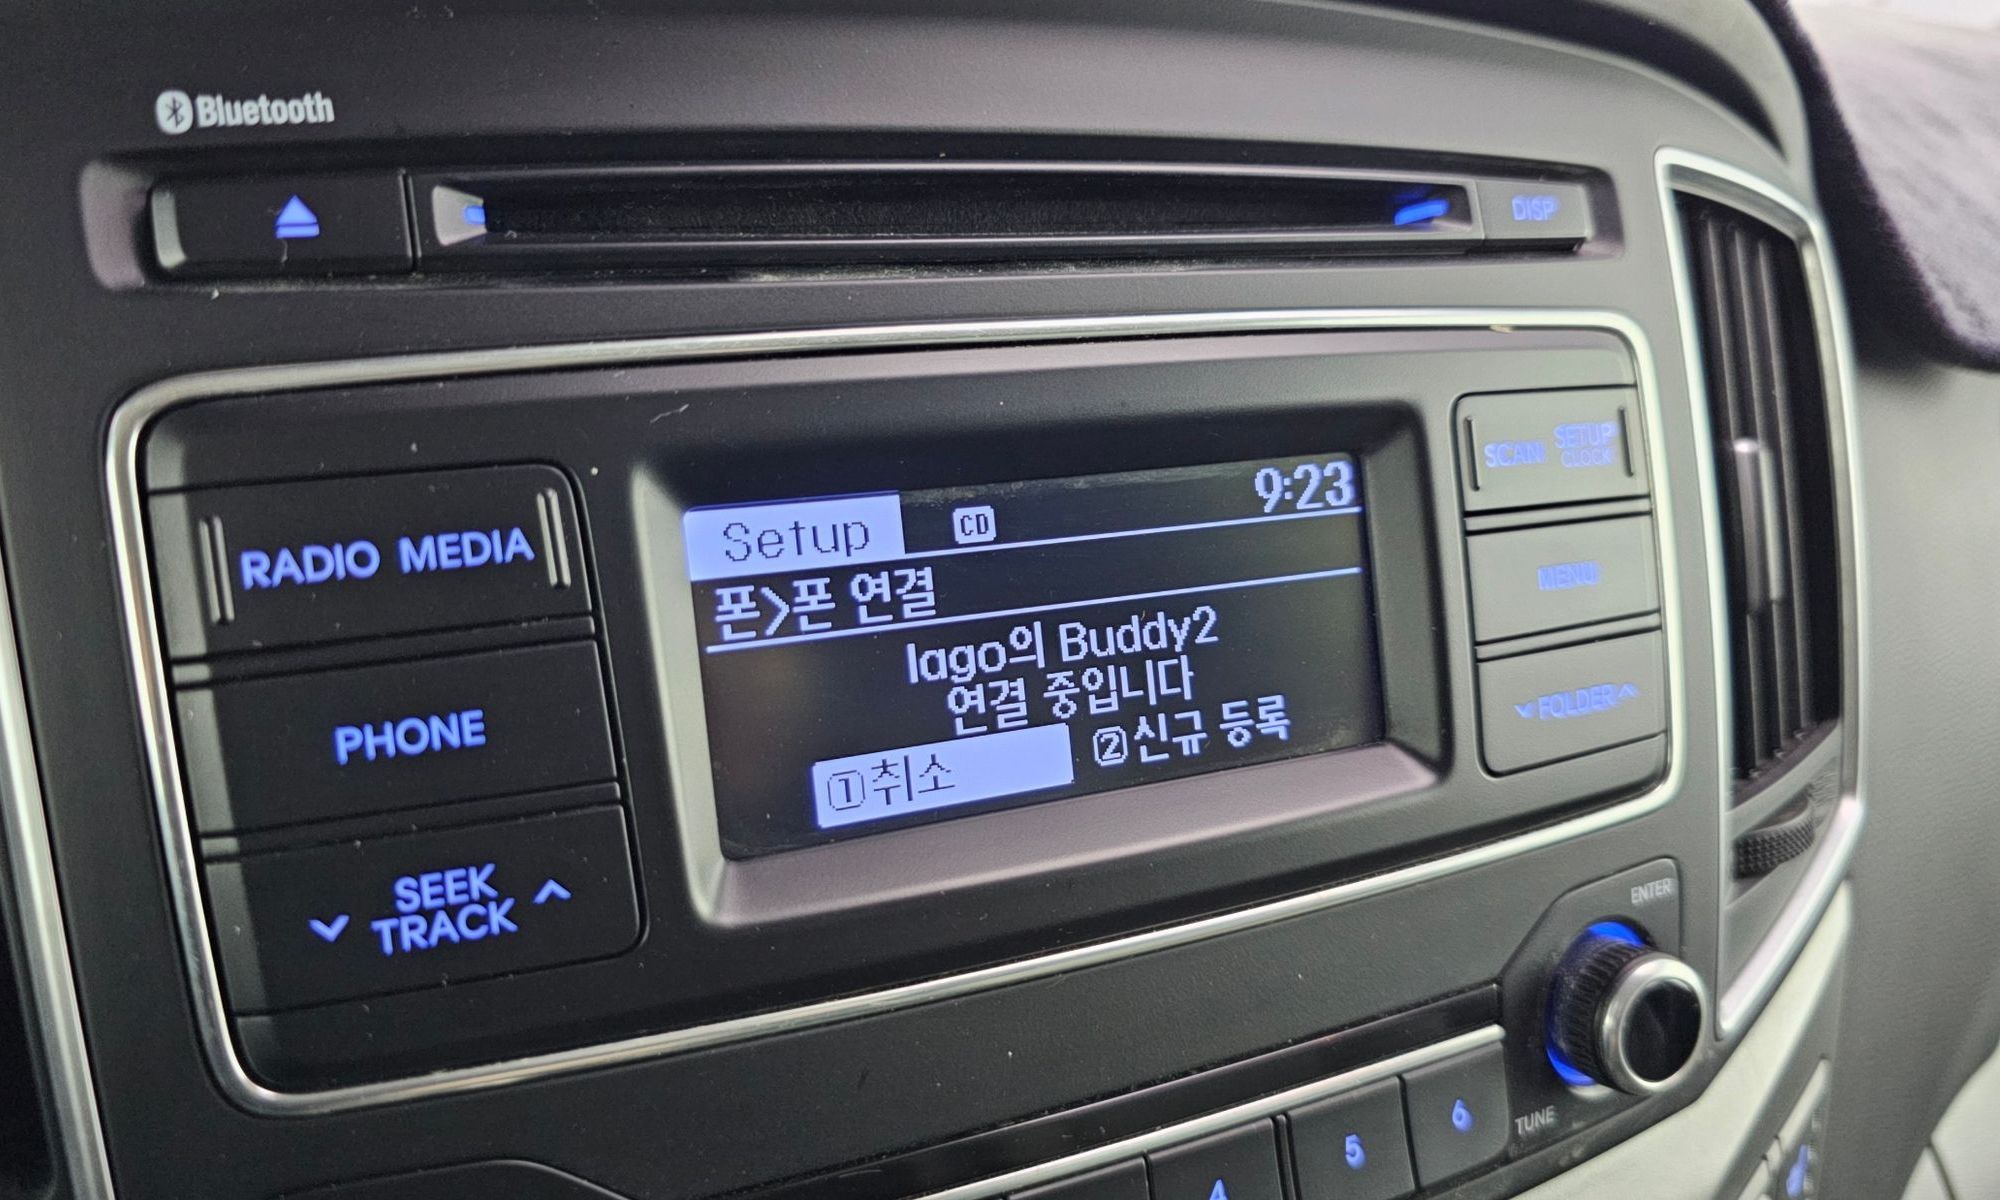 Bluetooth
DISP
RADIO MEDIA
PHONE
SEEK
TRACK
Setup CD 9:23
폰>폰 연결
Iago의 Buddy2
연결 중입니다
①취소 ②신규 등록
SCAN SETUP
CLOCK
MENU
FOLDER
ENTER
TUNE
4 5 6